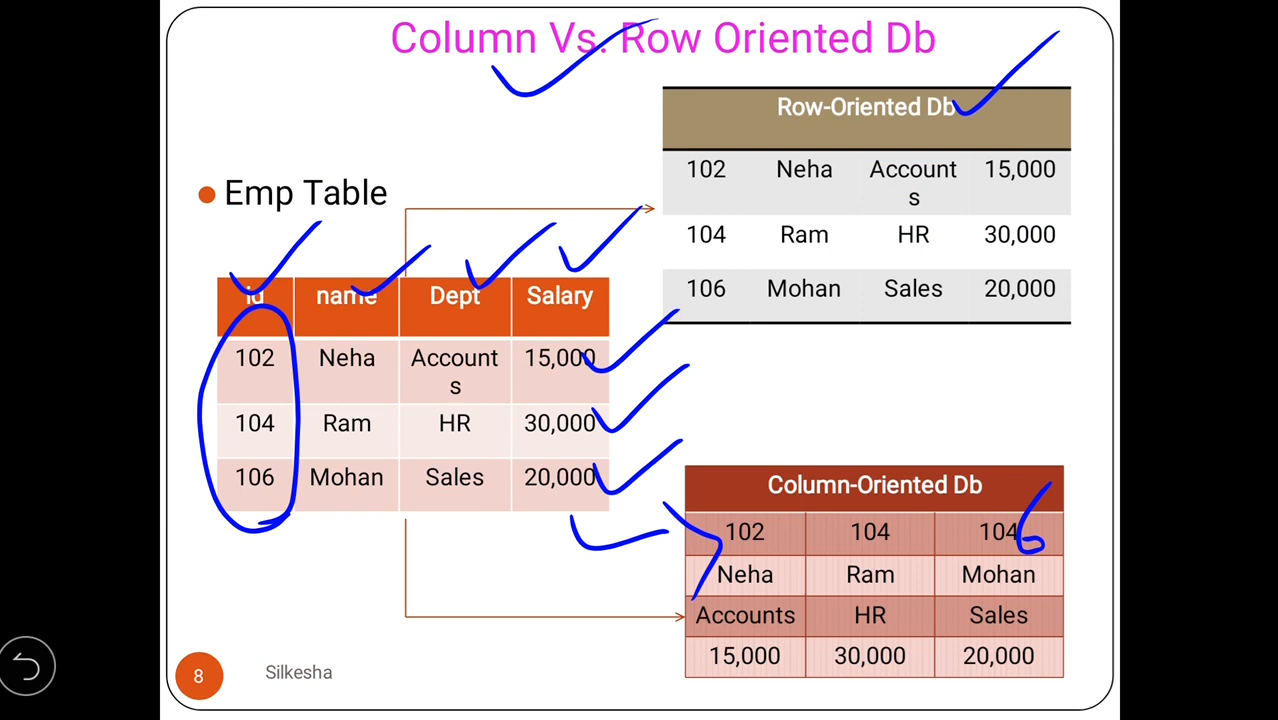 Column Vs. Row Oriented Db
Emp Table
id name Dept Salary
102 Neha Account
s 15,000
104 Ram HR 30,000
106 Mohan Sales 20,000
Row-Oriented Db
102 Neha Account
s 15,000
104 Ram HR 30,000
106 Mohan Sales 20,000
Column-Oriented Db
102 104 104 6
Neha Ram Mohan
Accounts HR Sales
15,000 30,000 20,000
8 Silkesha